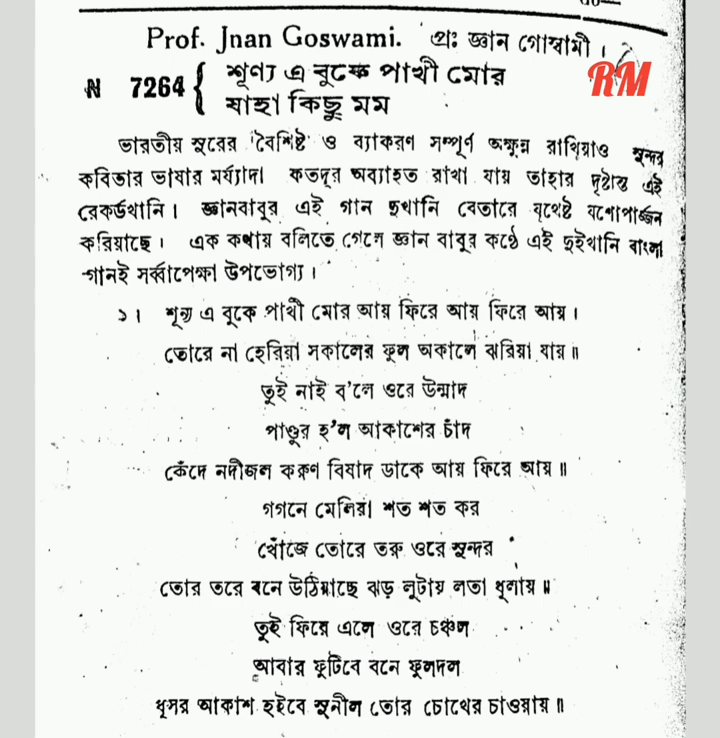 Prof. Jnan Goswami. প্রঃ জ্ঞান গোস্বামী ।
RM
N 7264 { শূণ্য এ বুকে পাখী মোর
যাহা কিছু মম
ভারতীয় সুরের বৈশিষ্ট ও ব্যাকরণ সম্পূর্ণ অক্ষুন্ন রাখিয়াও সুন্দর
কবিতার ভাষার মর্য্যাদা কতদূর অব্যাহত রাখা যায় তাহার দৃষ্টান্ত এই
রেকর্ডখানি। জ্ঞানবাবুর এই গান দুখানি বেতারে যথেষ্ট যশোপার্জ্জন
করিয়াছে। এক কথায় বলিতে গেলে জ্ঞান বাবুর কণ্ঠে এই দুইখানি বাংলা
গানই সর্ব্বাপেক্ষা উপভোগ্য।
১। শূন্য এ বুকে পাখী মোর আয় ফিরে আয় ফিরে আয়।
তোরে না হেরিয়া সকালের ফুল অকালে ঝরিয়া যায়॥
তুই নাই ব'লে ওরে উন্মাদ
পাণ্ডুর হ'ল আকাশের চাঁদ
কেঁদে নদীজল করুণ বিষাদ ডাকে আয় ফিরে আয়॥
গগনে মেলিয়া শত শত কর
খোঁজে তোরে তরু ওরে সুন্দর
তোর তরে বনে উঠিয়াছে ঝড় লুটায় লতা ধূলায়॥
তুই ফিরে এলে ওরে চঞ্চল
আবার ফুটিবে বনে ফুলদল
ধূসর আকাশ হইবে সুনীল তোর চোখের চাওয়ায়॥